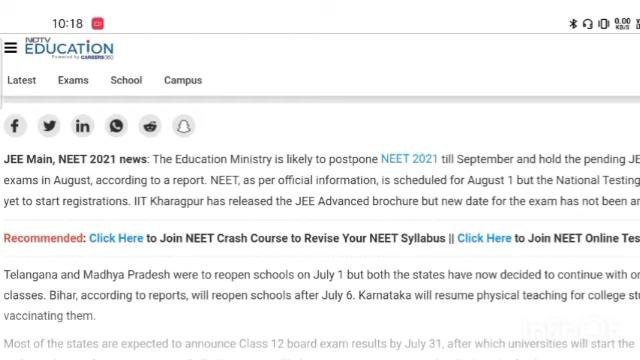 10:18
0.00
KB/S
NDTV
EDUCATION
Powered by CAREERS360
Latest Exams School Campus
JEE Main, NEET 2021 news: The Education Ministry is likely to postpone NEET 2021 till September and hold the pending JE
exams in August, according to a report. NEET, as per official information, is scheduled for August 1 but the National Testing
yet to start registrations. IIT Kharagpur has released the JEE Advanced brochure but new date for the exam has not been an
Recommended: Click Here to Join NEET Crash Course to Revise Your NEET Syllabus || Click Here to Join NEET Online Tes
Telangana and Madhya Pradesh were to reopen schools on July 1 but both the states have now decided to continue with on
classes. Bihar, according to reports, will reopen schools after July 6. Karnataka will resume physical teaching for college stu
vaccinating them.
Most of the states are expected to announce Class 12 board exam results by July 31, after which universities will start the